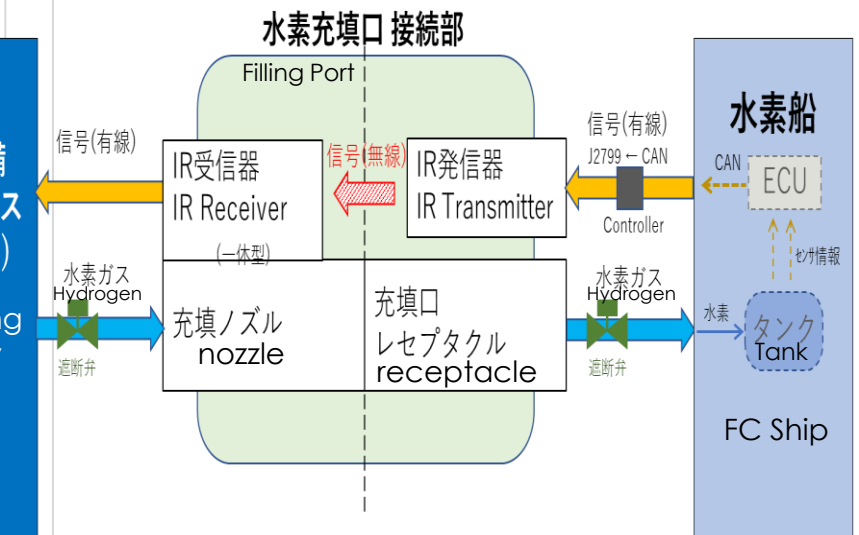 水素充填口 接続部
Filling Port
信号(有線)
IR受信器
IR Receiver
(一体型)
信号(無線)
IR発信器
IR Transmitter
信号(有線)
J2799 ← CAN
Controller
水素ガス
Hydrogen
遮断弁
充填ノズル
nozzle
充填口
レセプタクル
receptacle
水素ガス
Hydrogen
遮断弁
水素船
CAN
ECU
センサ情報
水素
タンク
Tank
FC Ship
備
ス
)
ng